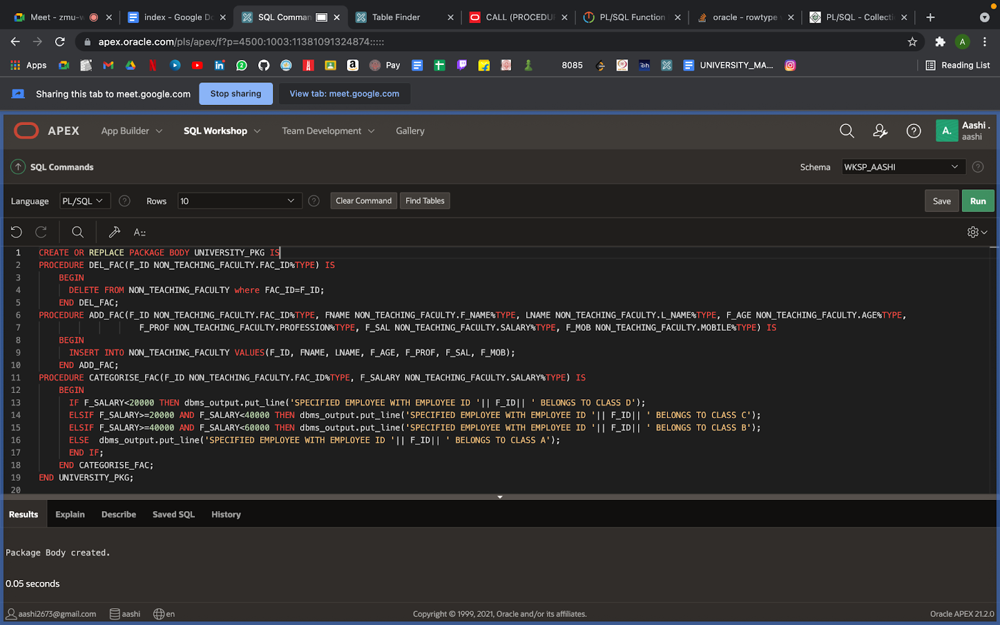 Meet - zmu-w
index - Google Do
SQL Comman
Table Finder
CALL (PROCEDU
PL/SQL Function
oracle - rowtype v
PL/SQL - Collecti
apex.oracle.com/pls/apex/f?p=4500:1003:11381091324874:::::
A
Apps
Pay
8085
UNIVERSITY_MA...
Reading List
Sharing this tab to meet.google.com
Stop sharing
View tab: meet.google.com
APEX
App Builder
SQL Workshop
Team Development
Gallery
A.
Aashi .
aashi
SQL Commands
Schema
WKSP_AASHI
Language
PL/SQL
Rows
10
Clear Command
Find Tables
Save
Run
1 CREATE OR REPLACE PACKAGE BODY UNIVERSITY_PKG IS
2 PROCEDURE DEL_FAC(F_ID NON_TEACHING_FACULTY.FAC_ID%TYPE) IS
3 BEGIN
4 DELETE FROM NON_TEACHING_FACULTY where FAC_ID=F_ID;
5 END DEL_FAC;
6 PROCEDURE ADD_FAC(F_ID NON_TEACHING_FACULTY.FAC_ID%TYPE, FNAME NON_TEACHING_FACULTY.F_NAME%TYPE, LNAME NON_TEACHING_FACULTY.L_NAME%TYPE, F_AGE NON_TEACHING_FACULTY.AGE%TYPE,
7 F_PROF NON_TEACHING_FACULTY.PROFESSION%TYPE, F_SAL NON_TEACHING_FACULTY.SALARY%TYPE, F_MOB NON_TEACHING_FACULTY.MOBILE%TYPE) IS
8 BEGIN
9 INSERT INTO NON_TEACHING_FACULTY VALUES(F_ID, FNAME, LNAME, F_AGE, F_PROF, F_SAL, F_MOB);
10 END ADD_FAC;
11 PROCEDURE CATEGORISE_FAC(F_ID NON_TEACHING_FACULTY.FAC_ID%TYPE, F_SALARY NON_TEACHING_FACULTY.SALARY%TYPE) IS
12 BEGIN
13 IF F_SALARY<20000 THEN dbms_output.put_line('SPECIFIED EMPLOYEE WITH EMPLOYEE ID '|| F_ID|| ' BELONGS TO CLASS D');
14 ELSIF F_SALARY>=20000 AND F_SALARY<40000 THEN dbms_output.put_line('SPECIFIED EMPLOYEE WITH EMPLOYEE ID '|| F_ID|| ' BELONGS TO CLASS C');
15 ELSIF F_SALARY>=40000 AND F_SALARY<60000 THEN dbms_output.put_line('SPECIFIED EMPLOYEE WITH EMPLOYEE ID '|| F_ID|| ' BELONGS TO CLASS B');
16 ELSE dbms_output.put_line('SPECIFIED EMPLOYEE WITH EMPLOYEE ID '|| F_ID|| ' BELONGS TO CLASS A');
17 END IF;
18 END CATEGORISE_FAC;
19 END UNIVERSITY_PKG;
20
Results
Explain
Describe
Saved SQL
History
Package Body created.
0.05 seconds
aashi2673@gmail.com
aashi
en
Copyright © 1999, 2021, Oracle and/or its affiliates.
Oracle APEX 21.2.0